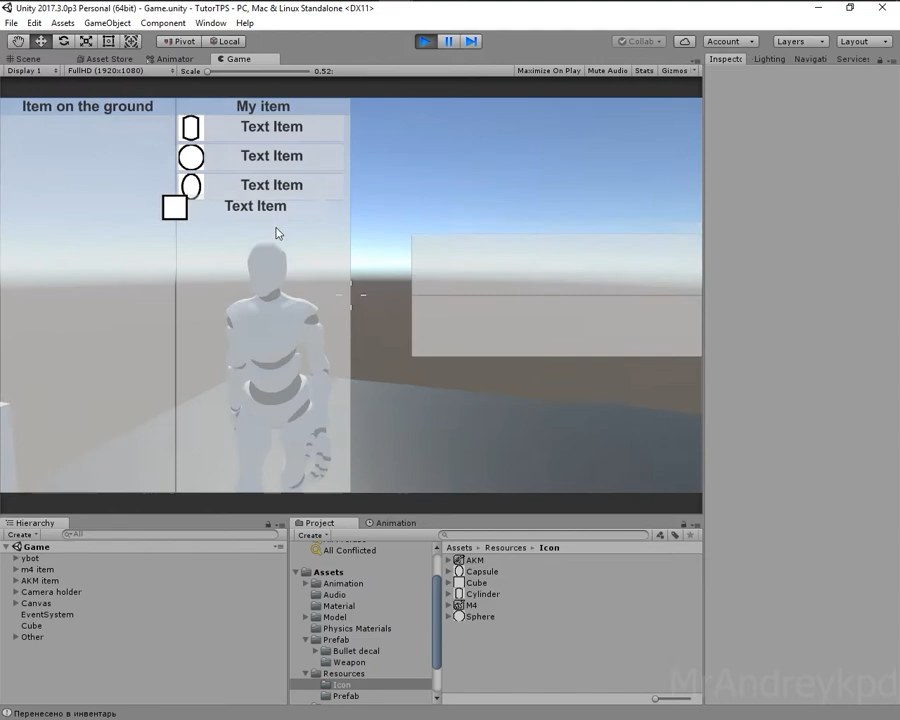 Unity 2017.3.0p3 (64bit) - Game.unity - TutorTPS - PC, Mac & Linux Standalone <DX11>
File Edit Assets GameObject Component Window Help
Pivot Local Collab Account Layers Layout
Scene Asset Store Animator Game Inspecto Lighting Navigati Services
Display 1 FullHD (1920x1080) Scale 0.52: Maximize On Play Mute Audio Stats Gizmos
Item on the ground My item
Text Item
Text Item
Text Item
Text Item
Hierarchy Project Animation
Create All Create
Game
ybot
m4 item
AKM item
Camera holder
Canvas
EventSystem
Cube
Other
All Conflicted
Assets
Animation
Audio
Material
Model
Physics Materials
Prefab
Bullet decal
Weapon
Resources
Icon
Prefab
Assets Resources Icon
AKM
Capsule
Cube
Cylinder
M4
Sphere
MrAndreykpd
Перенесено в инвентарь